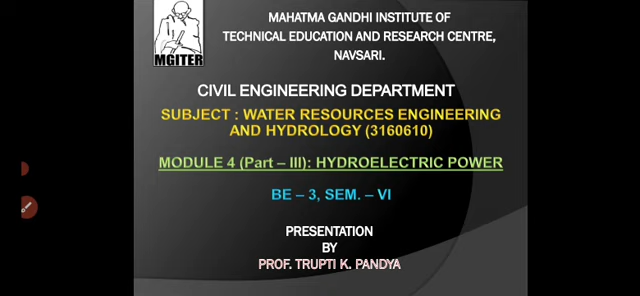 MAHATMA GANDHI INSTITUTE OF
TECHNICAL EDUCATION AND RESEARCH CENTRE,
NAVSARI.
MGITER
CIVIL ENGINEERING DEPARTMENT
SUBJECT : WATER RESOURCES ENGINEERING
AND HYDROLOGY (3160610)
MODULE 4 (Part – III): HYDROELECTRIC POWER
BE – 3, SEM. – VI
PRESENTATION
BY
PROF. TRUPTI K. PANDYA